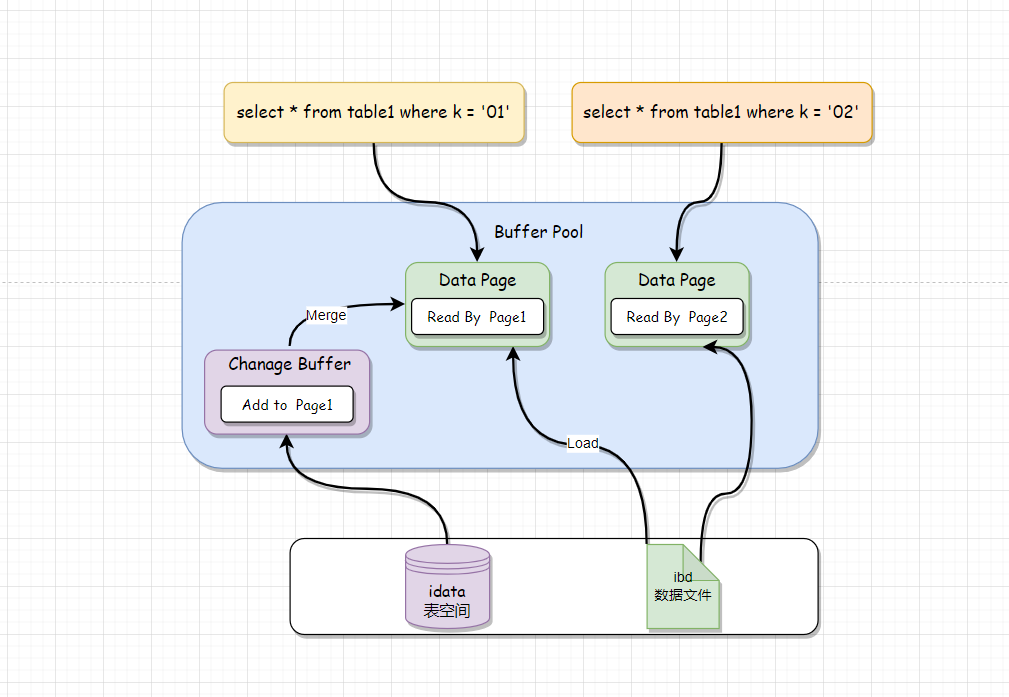 select * from table1 where k = '01'
select * from table1 where k = '02'
Buffer Pool
Data Page
Read By Page1
Data Page
Read By Page2
Merge
Chanage Buffer
Add to Page1
Load
idata
表空间
ibd
数据文件